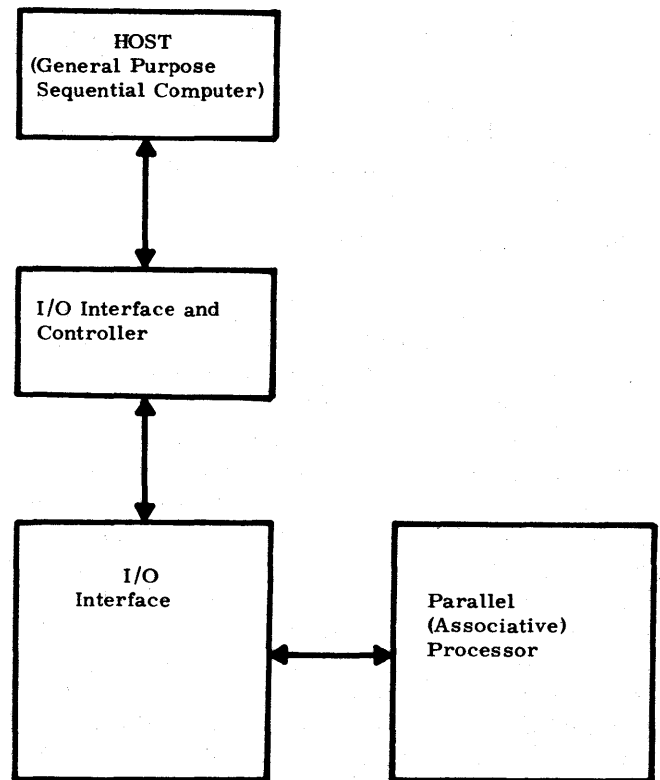 HOST
(General Purpose
Sequential Computer)
I/O Interface and
Controller
I/O
Interface
Parallel
(Associative)
Processor